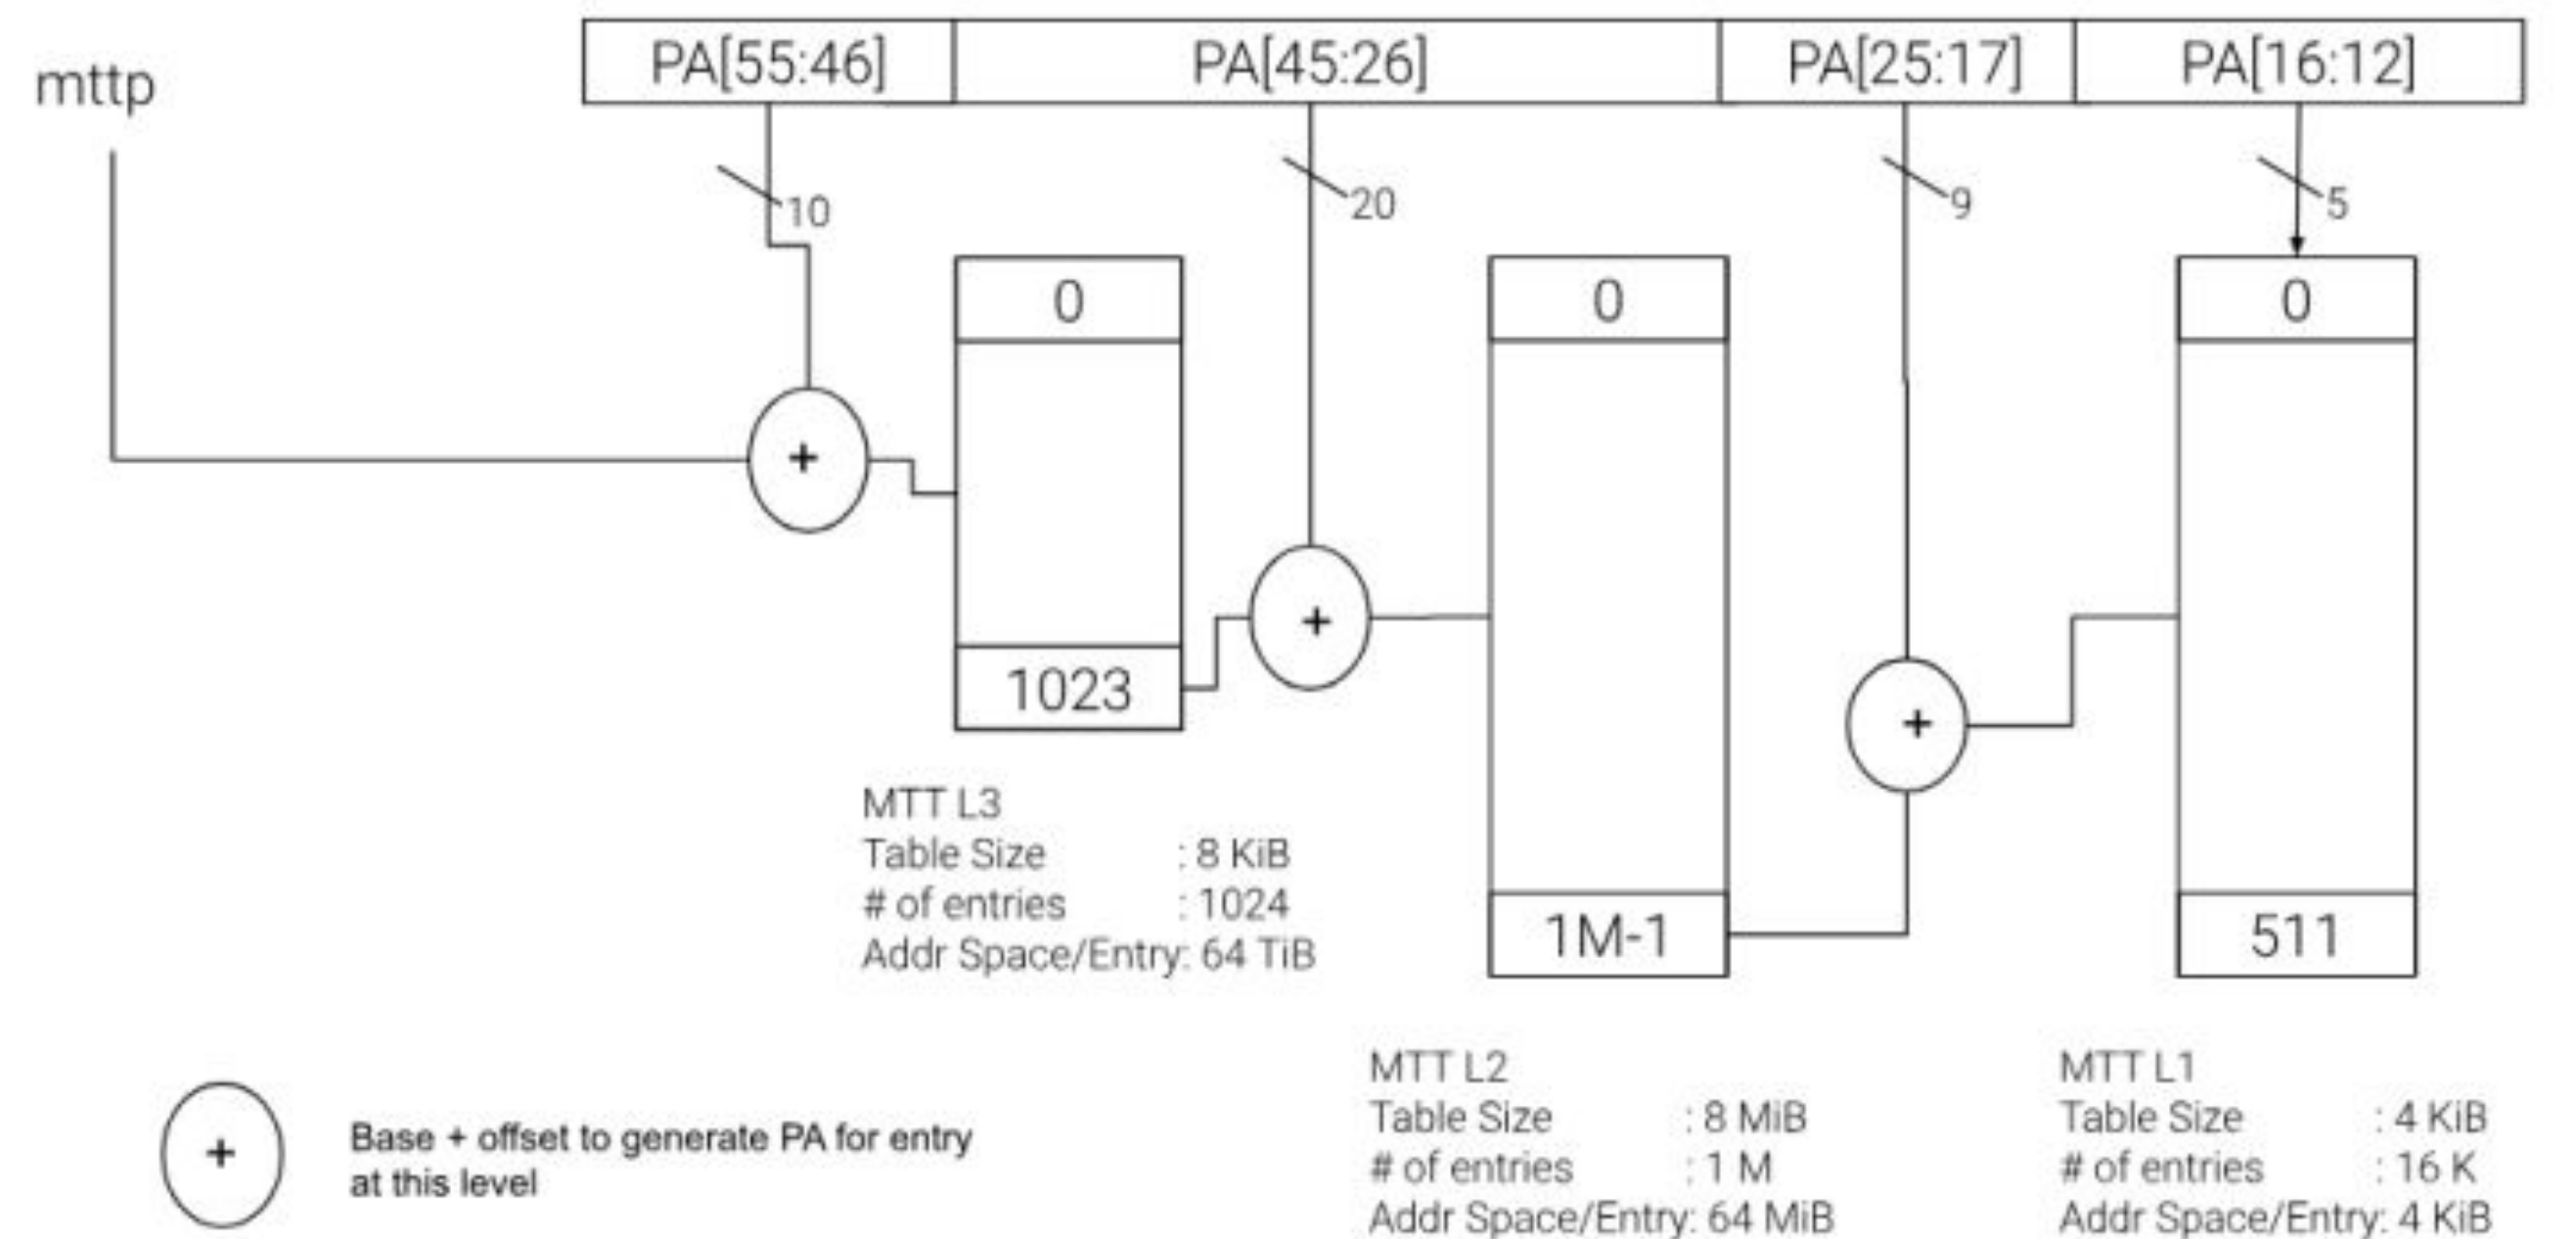 mttp
PA[55:46] PA[45:26] PA[25:17] PA[16:12]
10 20 9 5
0 0 0
+
+
1023
+
1M-1 511
MTT L3
Table Size : 8 KiB
# of entries : 1024
Addr Space/Entry: 64 TiB
MTT L2
Table Size : 8 MiB
# of entries : 1 M
Addr Space/Entry: 64 MiB
MTT L1
Table Size : 4 KiB
# of entries : 16 K
Addr Space/Entry: 4 KiB
+
Base + offset to generate PA for entry
at this level